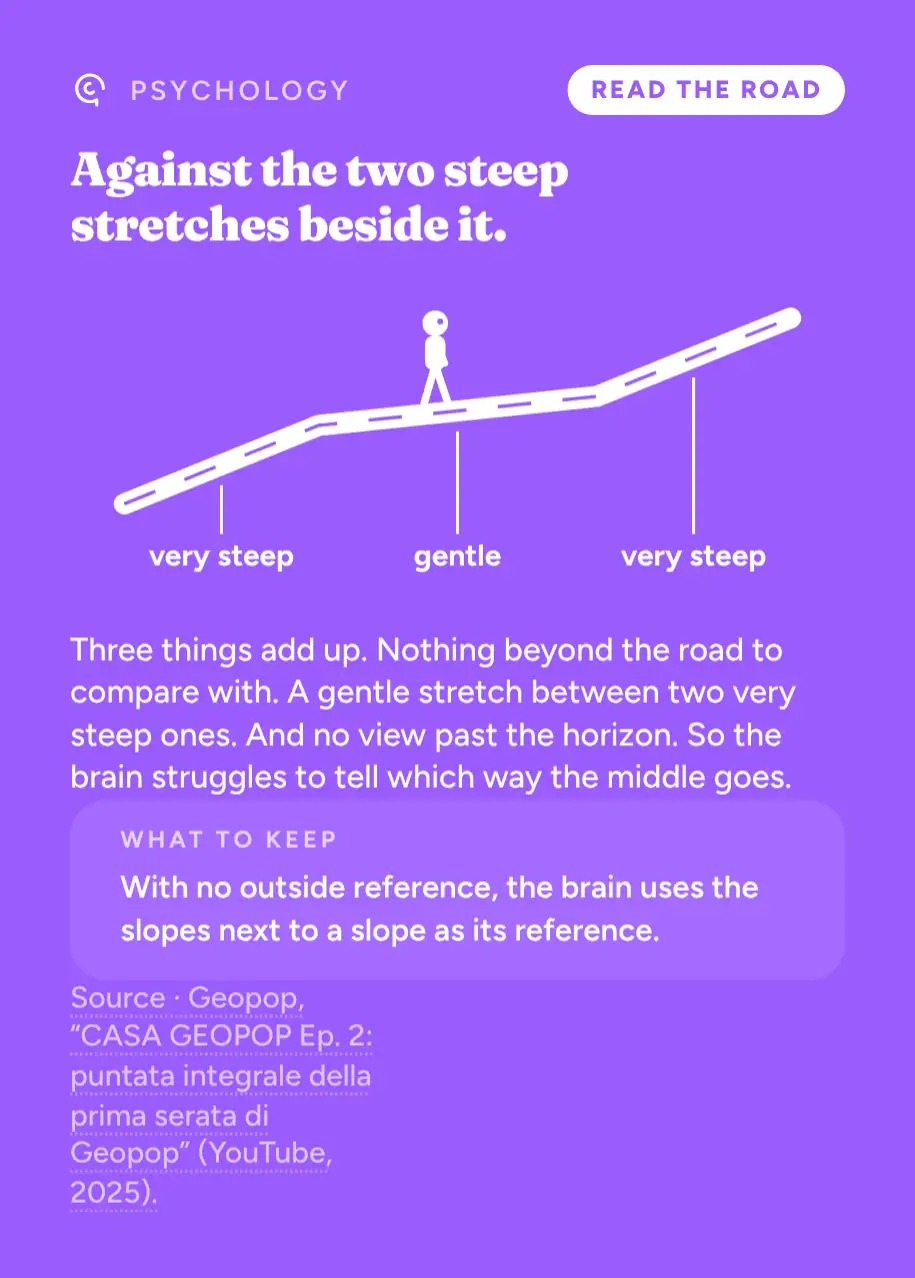 PSYCHOLOGY
READ THE ROAD
Against the two steep
stretches beside it.
very steep
gentle
very steep
Three things add up. Nothing beyond the road to
compare with. A gentle stretch between two very
steep ones. And no view past the horizon. So the
brain struggles to tell which way the middle goes.
WHAT TO KEEP
With no outside reference, the brain uses the
slopes next to a slope as its reference.
Source · Geopop,
“CASA GEOPOP Ep. 2:
puntata integrale della
prima serata di
Geopop” (YouTube,
2025).